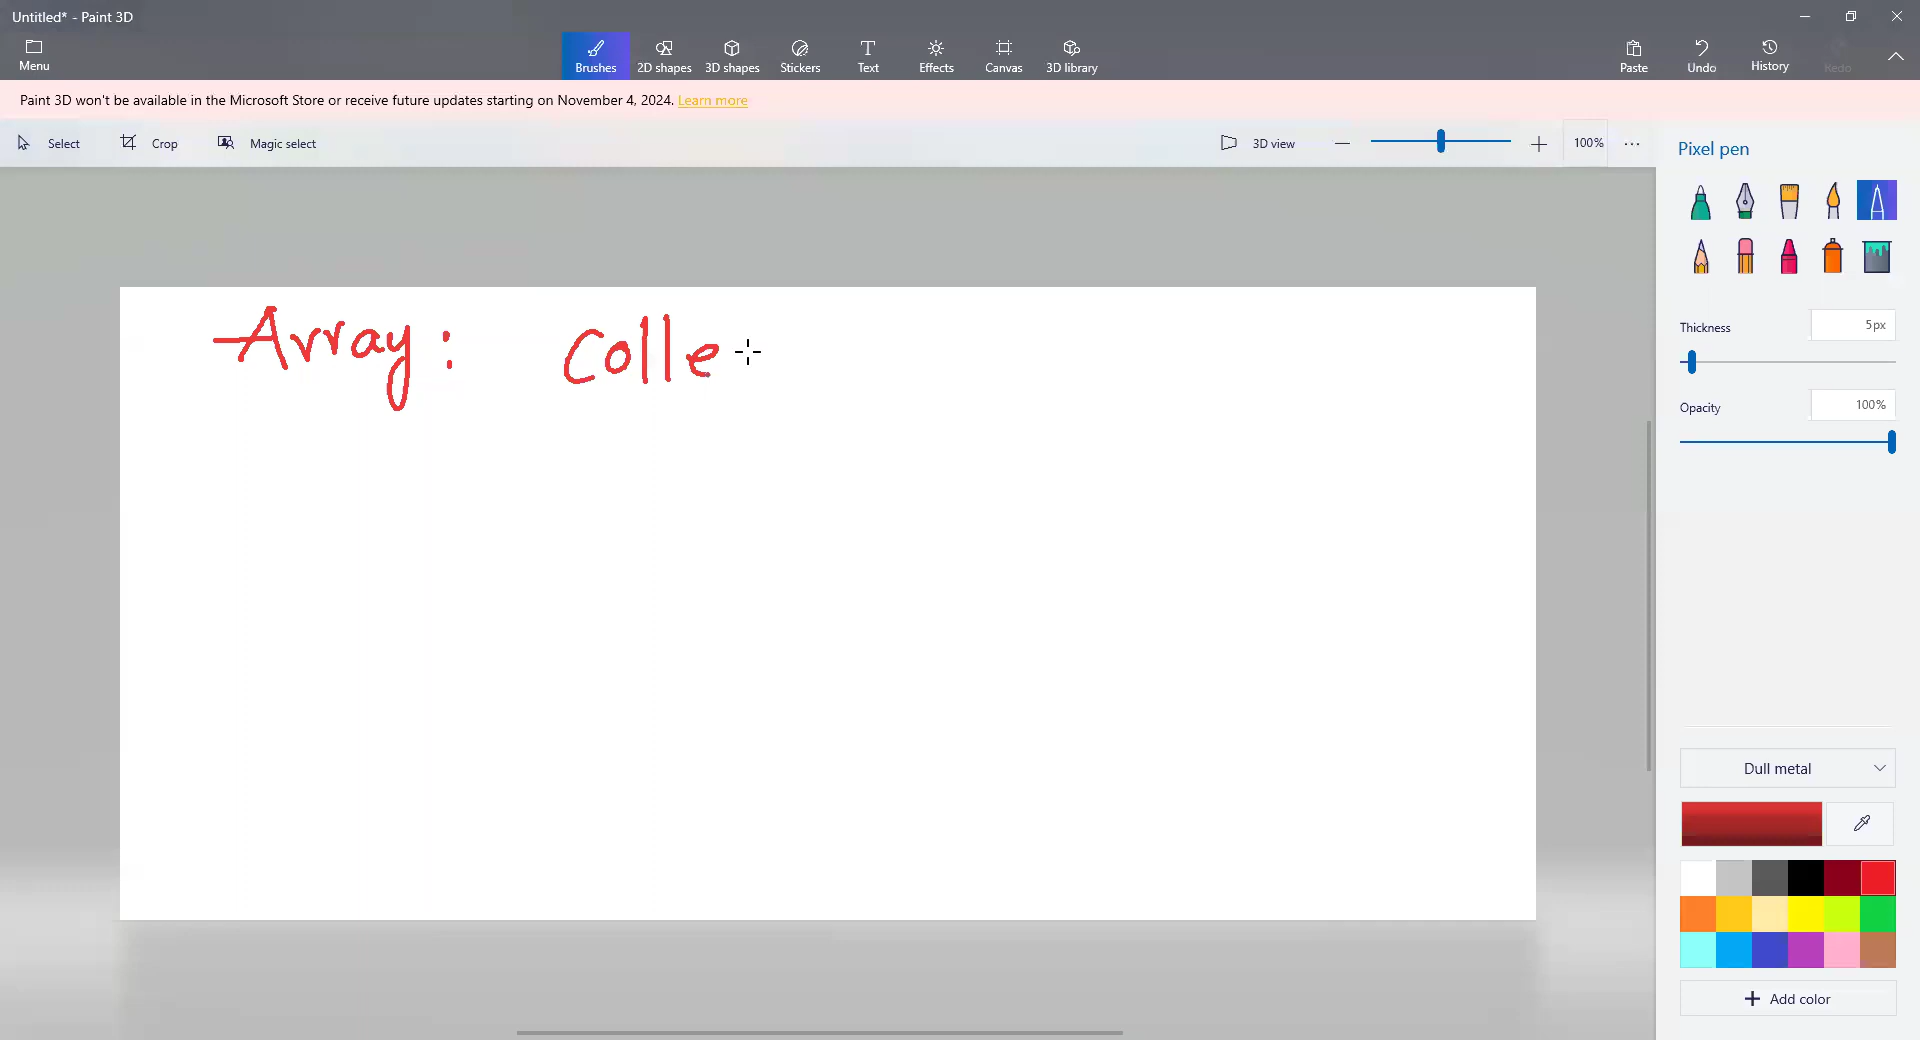 Untitled* - Paint 3D
Menu
Brushes 2D shapes 3D shapes Stickers Text Effects Canvas 3D library Paste Undo History Redo
Paint 3D won't be available in the Microsoft Store or receive future updates starting on November 4, 2024. Learn more
Select Crop Magic select 3D view 100% ...
Pixel pen
Thickness 5px
Opacity 100%
Array: Colle
Dull metal
Add color